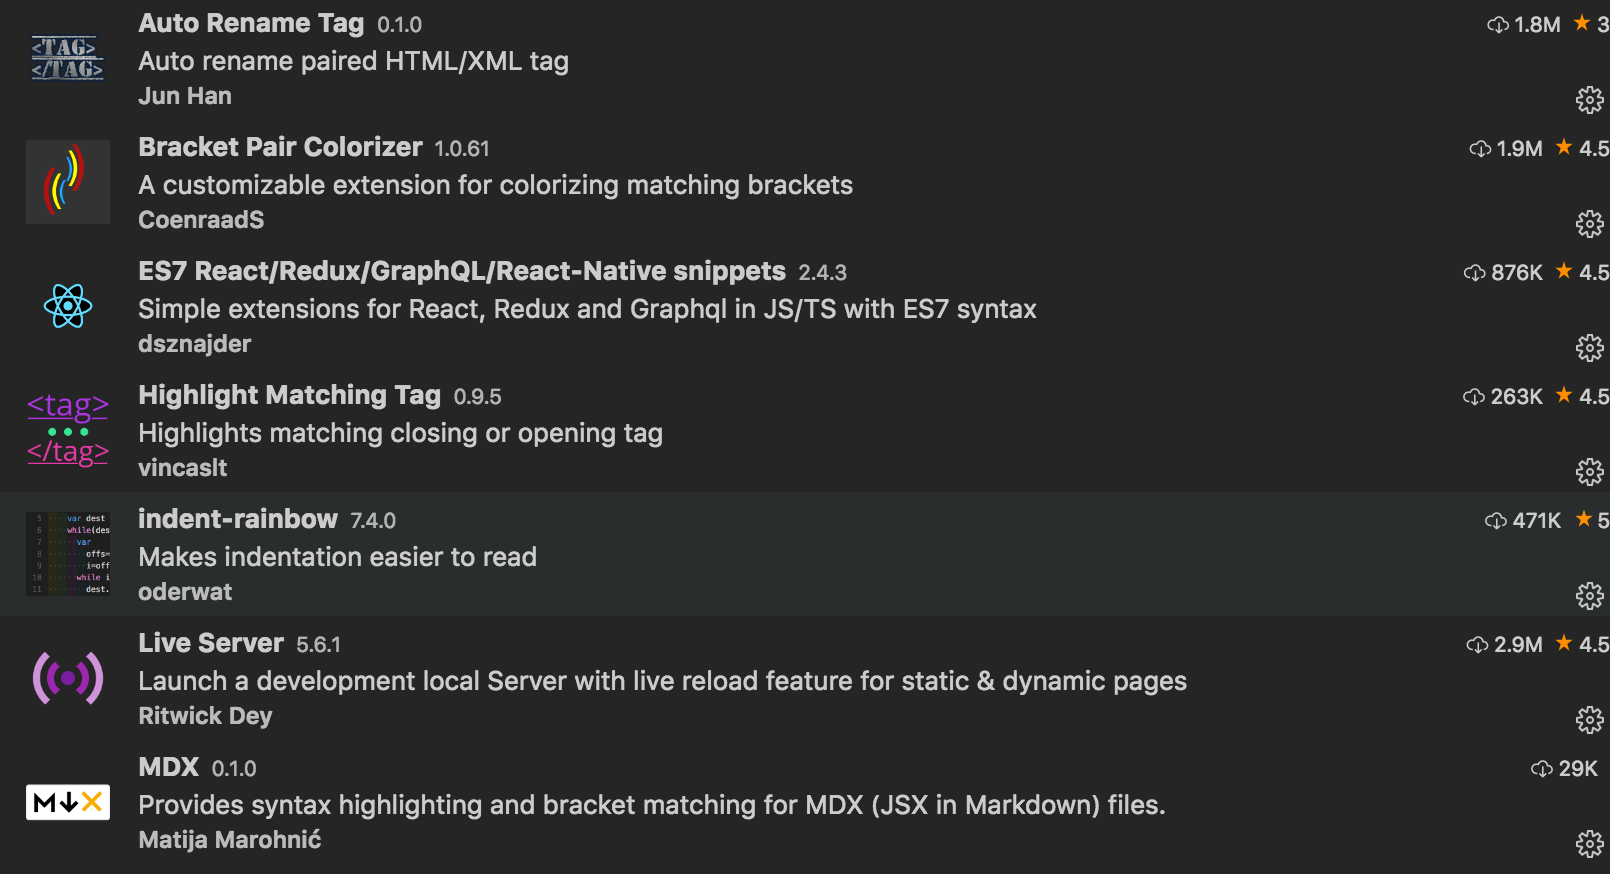 <TAG>
</TAG>
Auto Rename Tag 0.1.0 1.8M ★ 3
Auto rename paired HTML/XML tag
Jun Han
Bracket Pair Colorizer 1.0.61 1.9M ★ 4.5
A customizable extension for colorizing matching brackets
CoenraadS
ES7 React/Redux/GraphQL/React-Native snippets 2.4.3 876K ★ 4.5
Simple extensions for React, Redux and Graphql in JS/TS with ES7 syntax
dsznajder
<tag>
</tag>
Highlight Matching Tag 0.9.5 263K ★ 4.5
Highlights matching closing or opening tag
vincaslt
5 var dest
6 while(des
7 var
8 offs=
9 i=off
10 while i
11 dest.
indent-rainbow 7.4.0 471K ★ 5
Makes indentation easier to read
oderwat
Live Server 5.6.1 2.9M ★ 4.5
Launch a development local Server with live reload feature for static & dynamic pages
Ritwick Dey
M↓X
MDX 0.1.0 29K
Provides syntax highlighting and bracket matching for MDX (JSX in Markdown) files.
Matija Marohnić